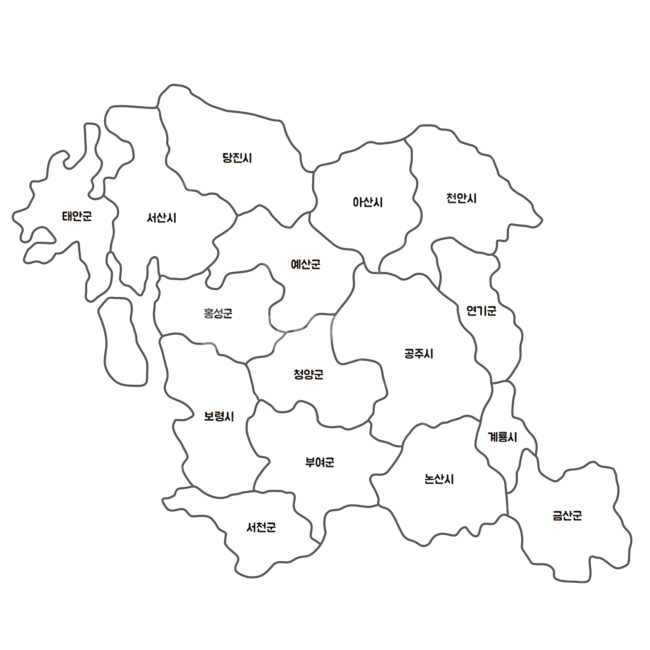 당진시
천안시
아산시
태안군
서산시
예산군
홍성군
연기군
공주시
청양군
보령시
계룡시
부여군
논산시
금산군
서천군